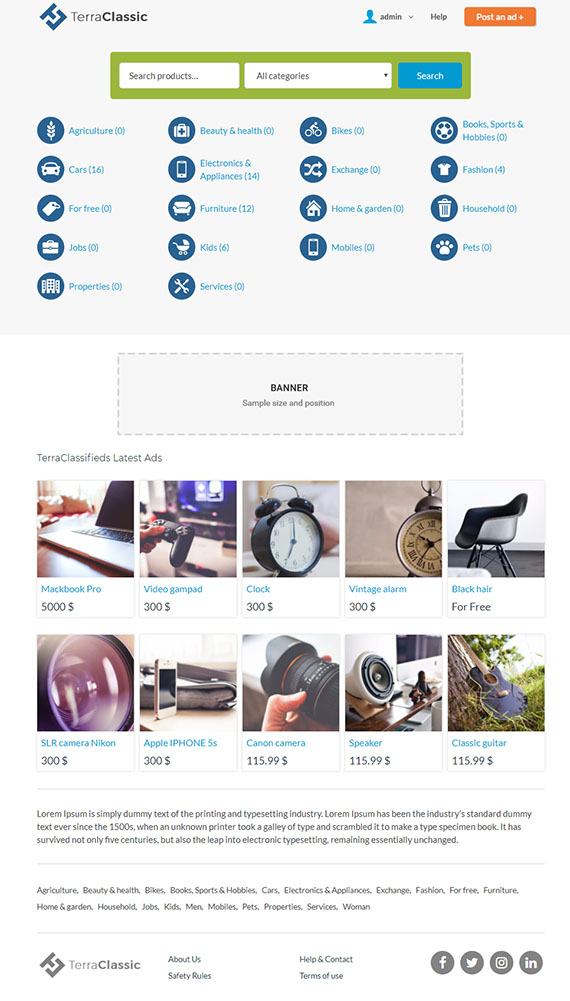 TerraClassic
admin
Help
Post an ad +
Search products...
All categories
Search
Agriculture (0)
Beauty & health (0)
Bikes (0)
Books, Sports &
Hobbies (0)
Cars (16)
Electronics &
Appliances (14)
Exchange (0)
Fashion (4)
For free (0)
Furniture (12)
Home & garden (0)
Household (0)
Jobs (0)
Kids (6)
Mobiles (0)
Pets (0)
Properties (0)
Services (0)
BANNER
Sample size and position
TerraClassifieds Latest Ads
Mackbook Pro
5000 $
Video gampad
300 $
Clock
300 $
Vintage alarm
300 $
Black hair
For Free
SLR camera Nikon
300 $
Apple IPHONE 5s
300 $
Canon camera
115.99 $
Speaker
115.99 $
Classic guitar
115.99 $
Lorem Ipsum is simply dummy text of the printing and typesetting industry. Lorem Ipsum has been the industry's standard dummy
text ever since the 1500s, when an unknown printer took a galley of type and scrambled it to make a type specimen book. It has
survived not only five centuries, but also the leap into electronic typesetting, remaining essentially unchanged.
Agriculture, Beauty & health, Bikes, Books, Sports & Hobbies, Cars, Electronics & Appliances, Exchange, Fashion, For free, Furniture,
Home & garden, Household, Jobs, Kids, Men, Mobiles, Pets, Properties, Services, Woman
TerraClassic
About Us
Safety Rules
Help & Contact
Terms of use